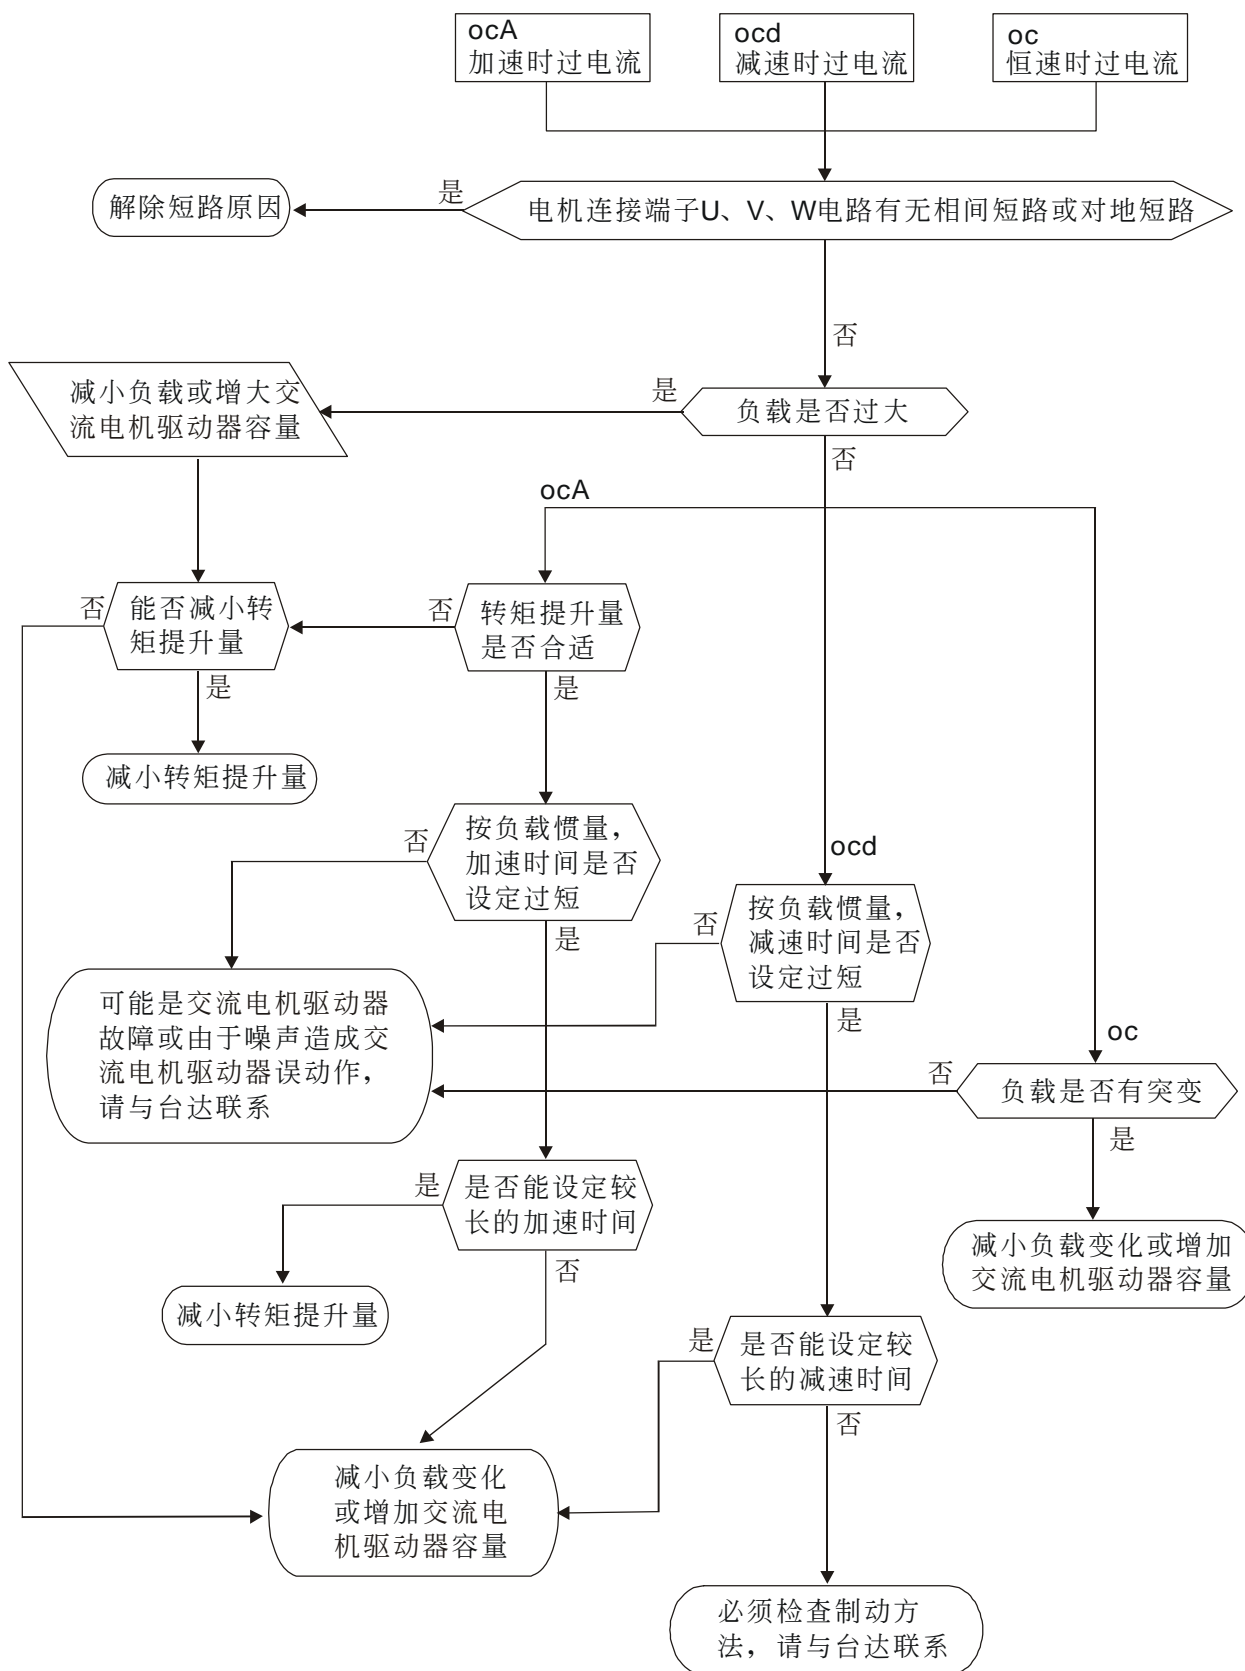 ocA
加速时过电流
ocd
减速时过电流
oc
恒速时过电流
解除短路原因
是
电机连接端子U、V、W电路有无相间短路或对地短路
否
减小负载或增大交
流电机驱动器容量
是
负载是否过大
否
ocA
否
能否减小转
矩提升量
否
转矩提升量
是否合适
是
是
减小转矩提升量
否
按负载惯量，
加速时间是否
设定过短
ocd
是
否
按负载惯量，
减速时间是否
设定过短
可能是交流电机驱动器
故障或由于噪声造成交
流电机驱动器误动作，
请与台达联系
是
oc
否
负载是否有突变
是
是
是否能设定较
长的加速时间
否
减小负载变化或增加
交流电机驱动器容量
减小转矩提升量
是
是否能设定较
长的减速时间
否
减小负载变化
或增加交流电
机驱动器容量
必须检查制动方
法，请与台达联系